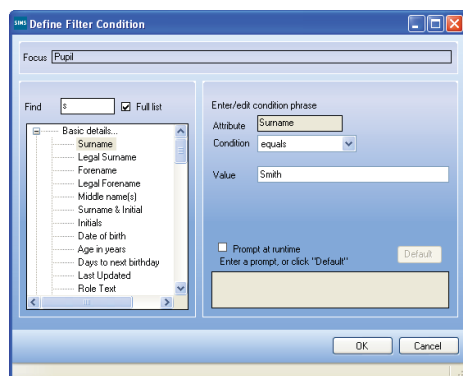 SIMS Define Filter Condition
Focus Pupil
Find s Full list
Basic details...
Surname
Legal Surname
Forename
Legal Forename
Middle name(s)
Surname & Initial
Initials
Date of birth
Age in years
Days to next birthday
Last Updated
Role Text
Enter/edit condition phrase
Attribute Surname
Condition equals
Value Smith
Prompt at runtime
Enter a prompt, or click "Default"
Default
OK Cancel